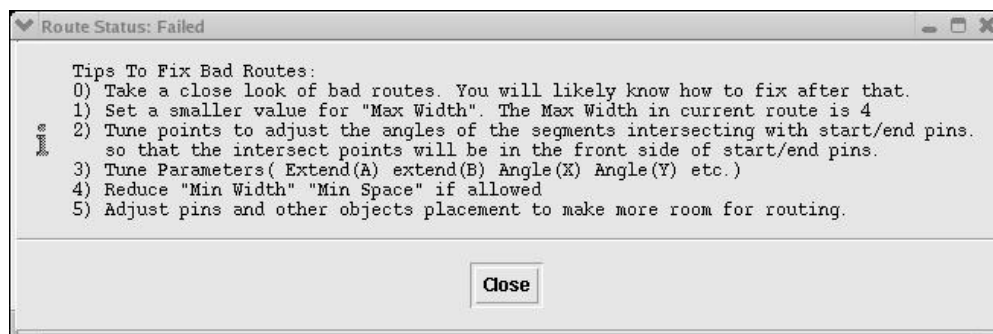 Route Status: Failed
Tips To Fix Bad Routes:
0) Take a close look of bad routes. You will likely know how to fix after that.
1) Set a smaller value for "Max Width". The Max Width in current route is 4
2) Tune points to adjust the angles of the segments intersecting with start/end pins.
so that the intersect points will be in the front side of start/end pins.
3) Tune Parameters( Extend(A) extend(B) Angle(X) Angle(Y) etc.)
4) Reduce "Min Width" "Min Space" if allowed
5) Adjust pins and other objects placement to make more room for routing.
Close